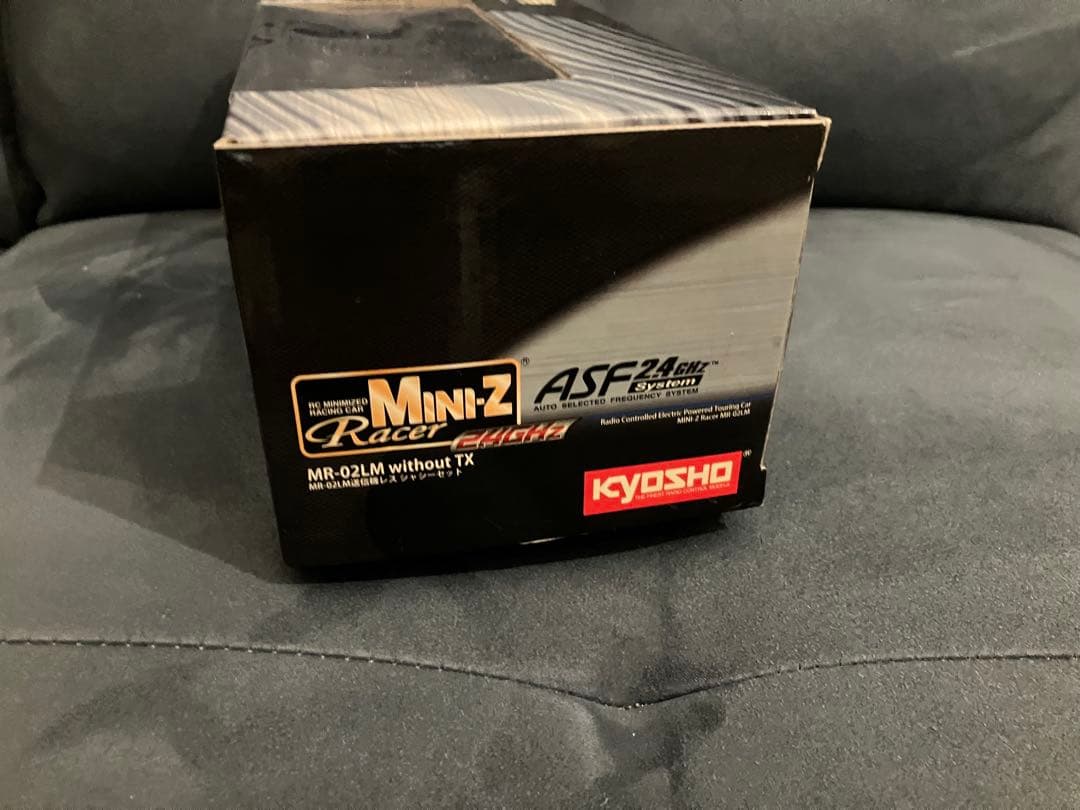 RC MINIMIZED
RACING CAR
MINI-Z®
Racer 2.4GHz
MR-02LM without TX
MR-02LM送信機レス シャシーセット
ASF 2.4GHz™
System
AUTO SELECTED FREQUENCY SYSTEM
Radio Controlled Electric Powered Touring Car
MINI-Z Racer MR-02LM
KYOSHO®
THE FINEST RADIO CONTROL MODELS